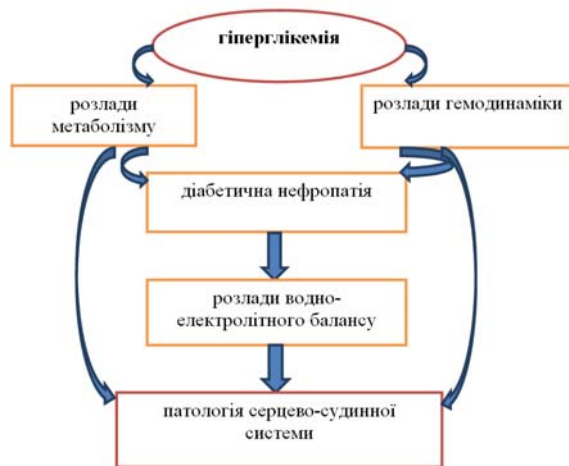 гіперглікемія
розлади
метаболізму
розлади гемодинаміки
діабетична нефропатія
розлади водно-
електролітного балансу
патологія серцево-судинної
системи